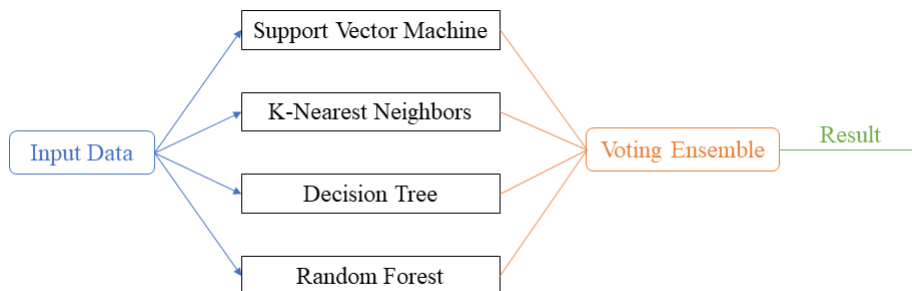 Support Vector Machine
K-Nearest Neighbors
Input Data
Voting Ensemble
Result
Decision Tree
Random Forest